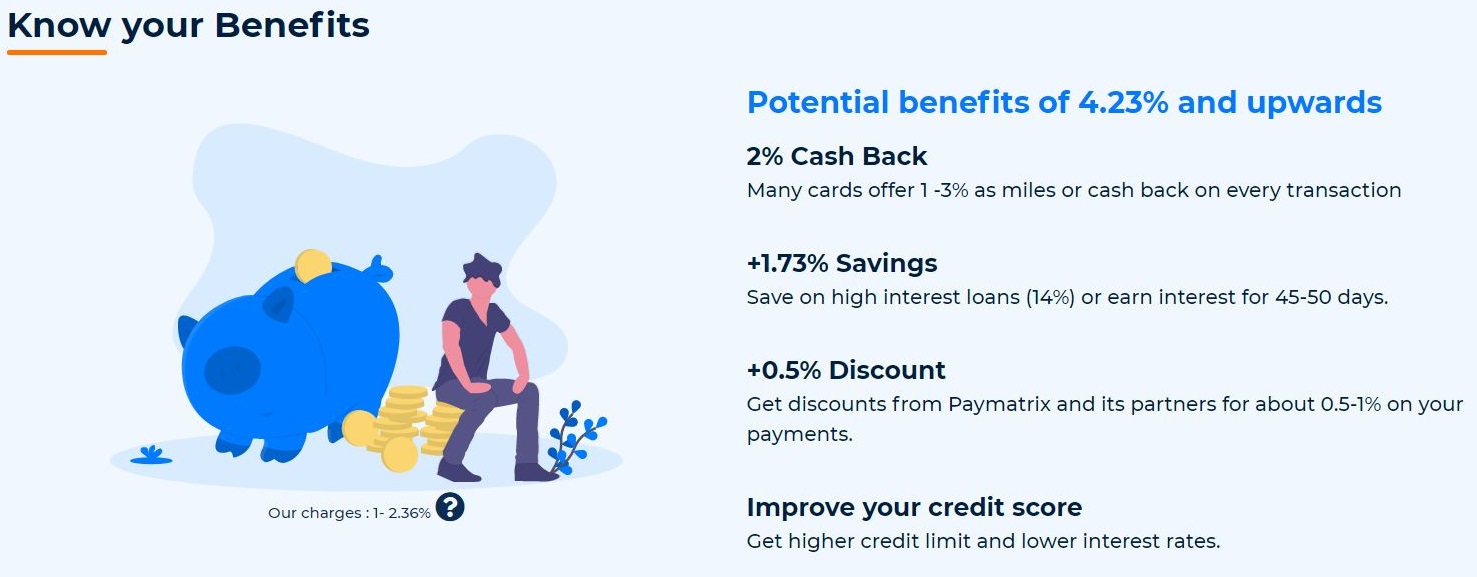 Know your Benefits
Potential benefits of 4.23% and upwards
2% Cash Back
Many cards offer 1 -3% as miles or cash back on every transaction
+1.73% Savings
Save on high interest loans (14%) or earn interest for 45-50 days.
+0.5% Discount
Get discounts from Paymatrix and its partners for about 0.5-1% on your
payments.
Improve your credit score
Get higher credit limit and lower interest rates.
Our charges : 1- 2.36% ?